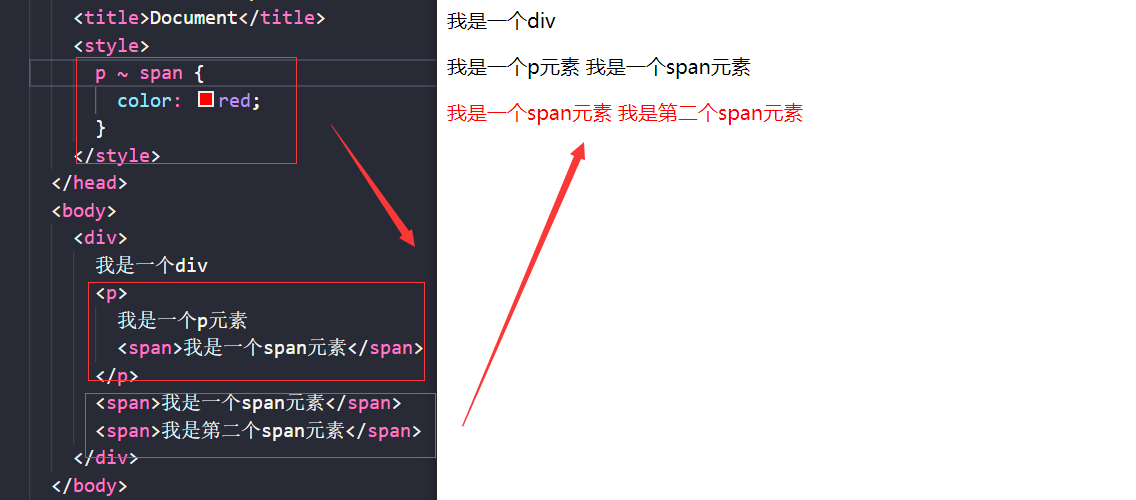 <title>Document</title>
<style>
p ~ span {
color: red;
}
</style>
</head>
<body>
<div>
我是一个div
<p>
我是一个p元素
<span>我是一个span元素</span>
</p>
<span>我是一个span元素</span>
<span>我是第二个span元素</span>
</div>
</body>
我是一个div
我是一个p元素 我是一个span元素
我是一个span元素 我是第二个span元素